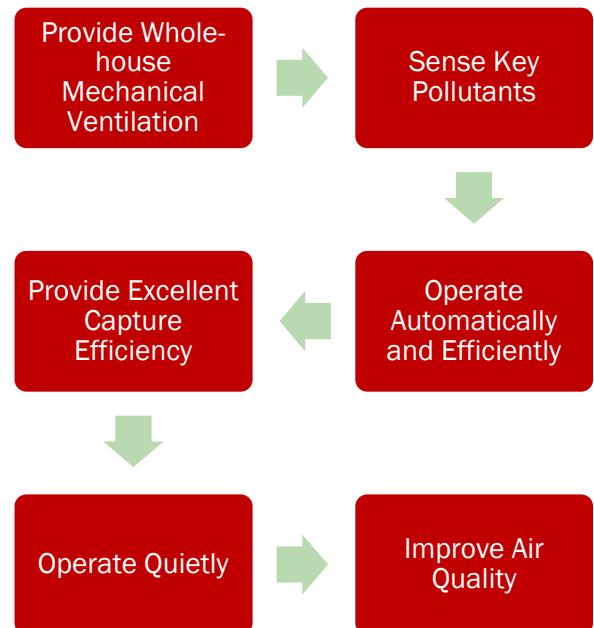 Provide Whole-
house
Mechanical
Ventilation
Sense Key
Pollutants
Operate
Automatically
and Efficiently
Provide Excellent
Capture
Efficiency
Operate Quietly
Improve Air
Quality